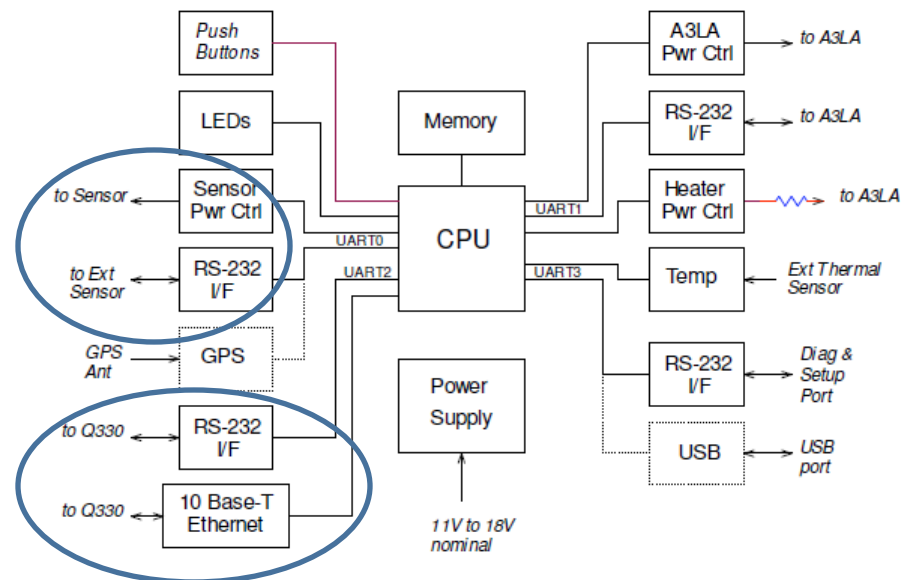 Push
Buttons
LEDs
to Sensor
Sensor
Pwr Ctrl
UART0
to Ext
Sensor
RS-232
I/F
UART2
GPS
Ant
GPS
to Q330
RS-232
I/F
to Q330
10 Base-T
Ethernet
Memory
CPU
Power
Supply
11V to 18V
nominal
A3LA
Pwr Ctrl
to A3LA
RS-232
I/F
to A3LA
UART1
Heater
Pwr Ctrl
to A3LA
UART3
Temp
Ext Thermal
Sensor
RS-232
I/F
Diag &
Setup
Port
USB
USB
port